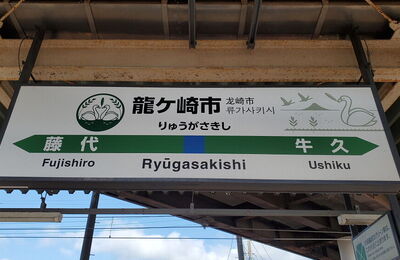 龍ケ崎市
龙崎市
류가사키시
りゅうがさきし
藤代
牛久
Fujishiro
Ryūgasakishi
Ushiku